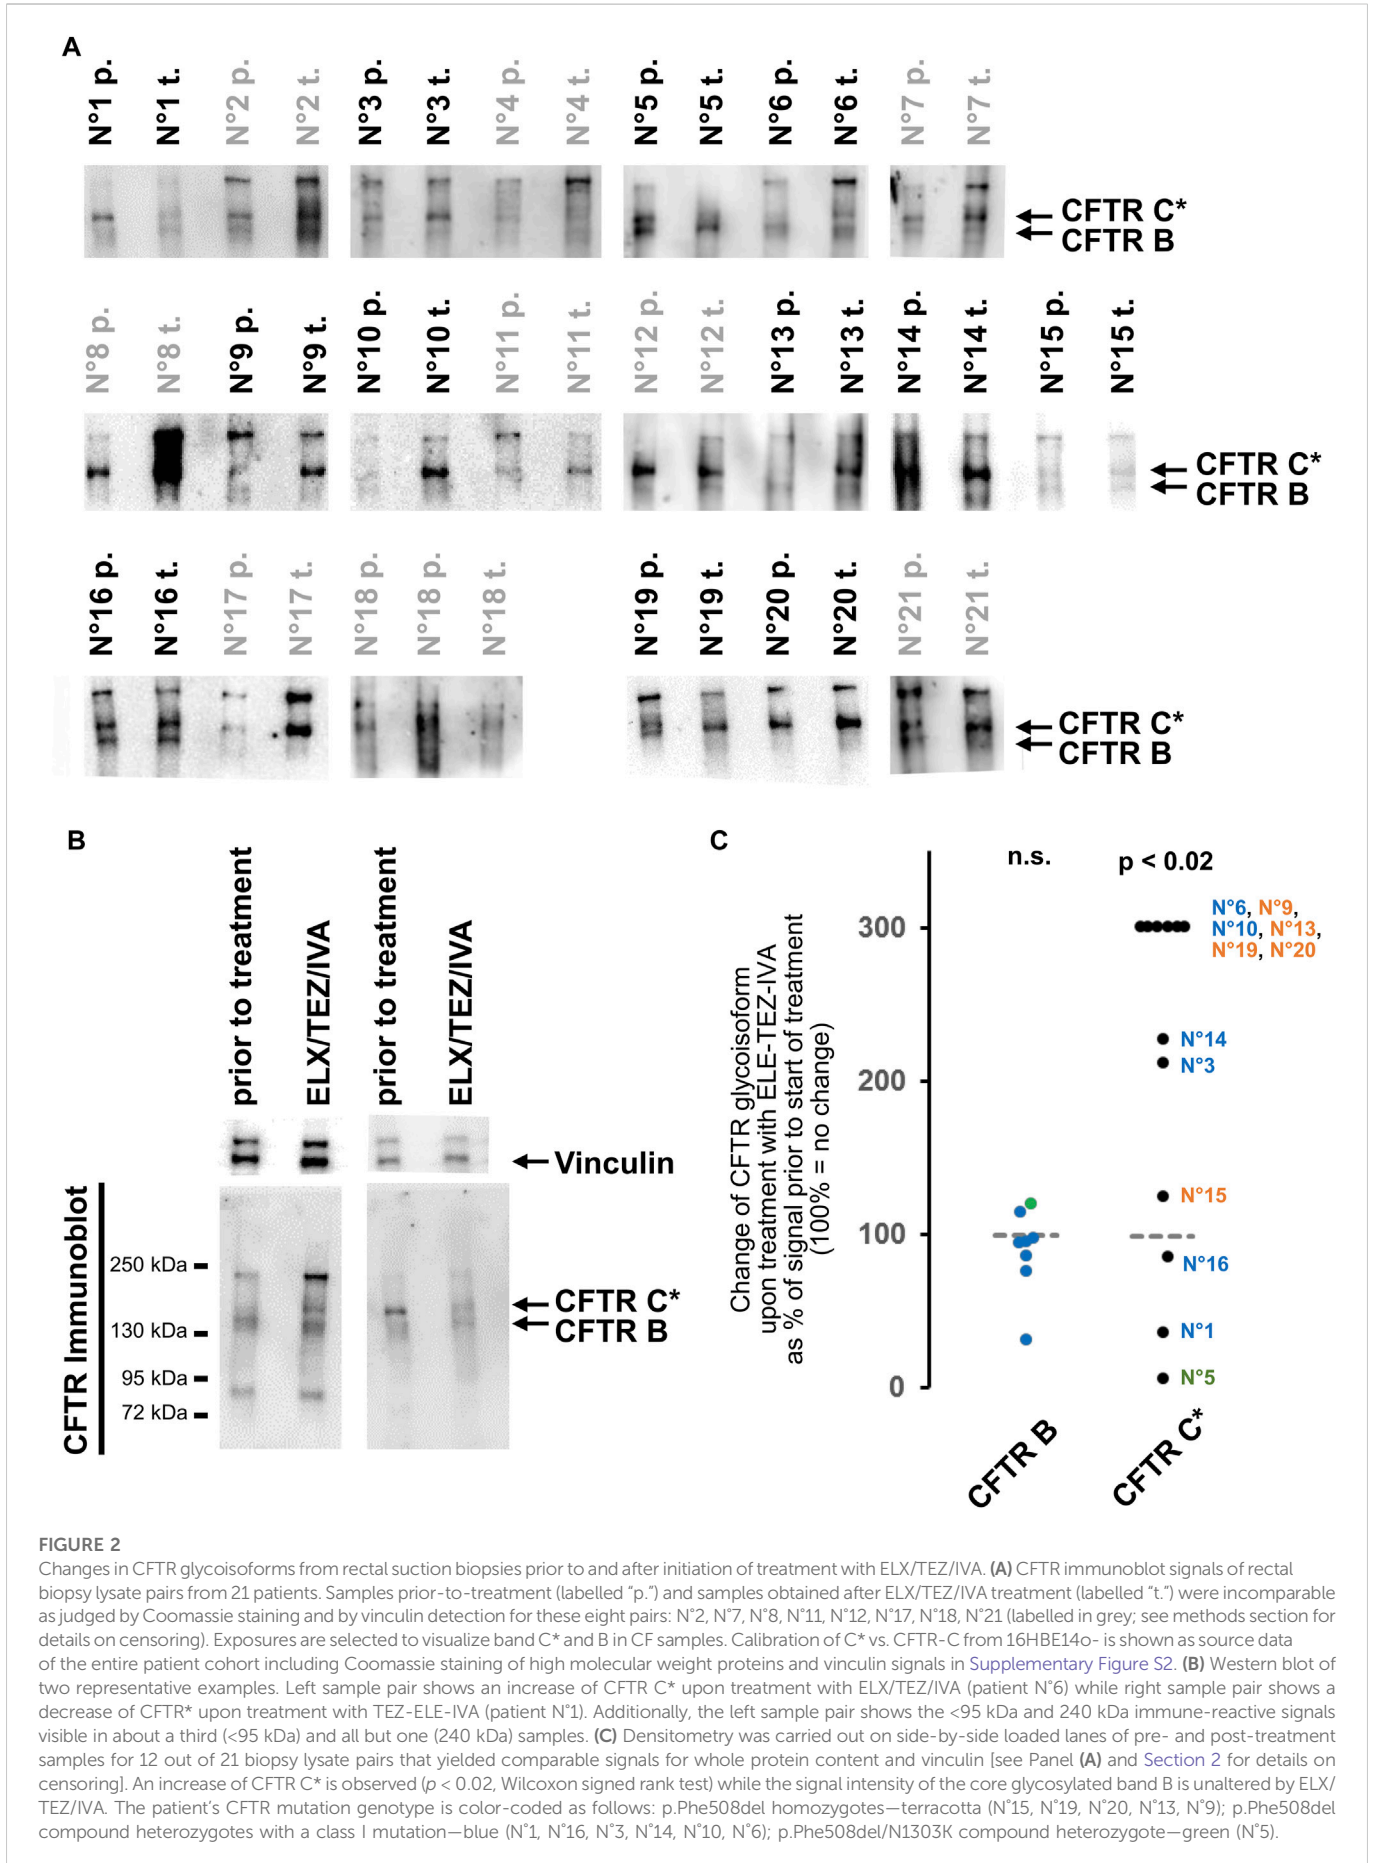 A
N°1 p. N°1 t. N°2 p. N°2 t. N°3 p. N°3 t. N°4 p. N°4 t. N°5 p. N°5 t. N°6 p. N°6 t. N°7 p. N°7 t.
CFTR C*
CFTR B
N°8 p. N°8 t. N°9 p. N°9 t. N°10 p. N°10 t. N°11 p. N°11 t. N°12 p. N°12 t. N°13 p. N°13 t. N°14 p. N°14 t. N°15 p. N°15 t.
CFTR C*
CFTR B
N°16 p. N°16 t. N°17 p. N°17 t. N°18 p. N°18 p. N°18 t. N°19 p. N°19 t. N°20 p. N°20 t. N°21 p. N°21 t.
CFTR C*
CFTR B
B
prior to treatment
ELX/TEZ/IVA
prior to treatment
ELX/TEZ/IVA
Vinculin
CFTR Immunoblot
250 kDa
130 kDa
95 kDa
72 kDa
CFTR C*
CFTR B
C
Change of CFTR glycoisoform
upon treatment with ELE-TEZ-IVA
as % of signal prior to start of treatment
(100% = no change)
300
200
100
0
n.s.
p < 0.02
N°6, N°9,
N°10, N°13,
N°19, N°20
N°14
N°3
N°15
N°16
N°1
N°5
CFTR B
CFTR C*
FIGURE 2
Changes in CFTR glycoisoforms from rectal suction biopsies prior to and after initiation of treatment with ELX/TEZ/IVA. (A) CFTR immunoblot signals of rectal
biopsy lysate pairs from 21 patients. Samples prior-to-treatment (labelled “p.”) and samples obtained after ELX/TEZ/IVA treatment (labelled “t.”) were incomparable
as judged by Coomassie staining and by vinculin detection for these eight pairs: N°2, N°7, N°8, N°11, N°12, N°17, N°18, N°21 (labelled in grey; see methods section for
details on censoring). Exposures are selected to visualize band C* and B in CF samples. Calibration of C* vs. CFTR-C from 16HBE14o- is shown as source data
of the entire patient cohort including Coomassie staining of high molecular weight proteins and vinculin signals in Supplementary Figure S2. (B) Western blot of
two representative examples. Left sample pair shows an increase of CFTR C* upon treatment with ELX/TEZ/IVA (patient N°6) while right sample pair shows a
decrease of CFTR* upon treatment with TEZ-ELE-IVA (patient N°1). Additionally, the left sample pair shows the <95 kDa and 240 kDa immune-reactive signals
visible in about a third (<95 kDa) and all but one (240 kDa) samples. (C) Densitometry was carried out on side-by-side loaded lanes of pre- and post-treatment
samples for 12 out of 21 biopsy lysate pairs that yielded comparable signals for whole protein content and vinculin [see Panel (A) and Section 2 for details on
censoring]. An increase of CFTR C* is observed (p < 0.02, Wilcoxon signed rank test) while the signal intensity of the core glycosylated band B is unaltered by ELX/
TEZ/IVA. The patient’s CFTR mutation genotype is color-coded as follows: p.Phe508del homozygotes—terracotta (N°15, N°19, N°20, N°13, N°9); p.Phe508del
compound heterozygotes with a class I mutation—blue (N°1, N°16, N°3, N°14, N°10, N°6); p.Phe508del/N1303K compound heterozygote—green (N°5).